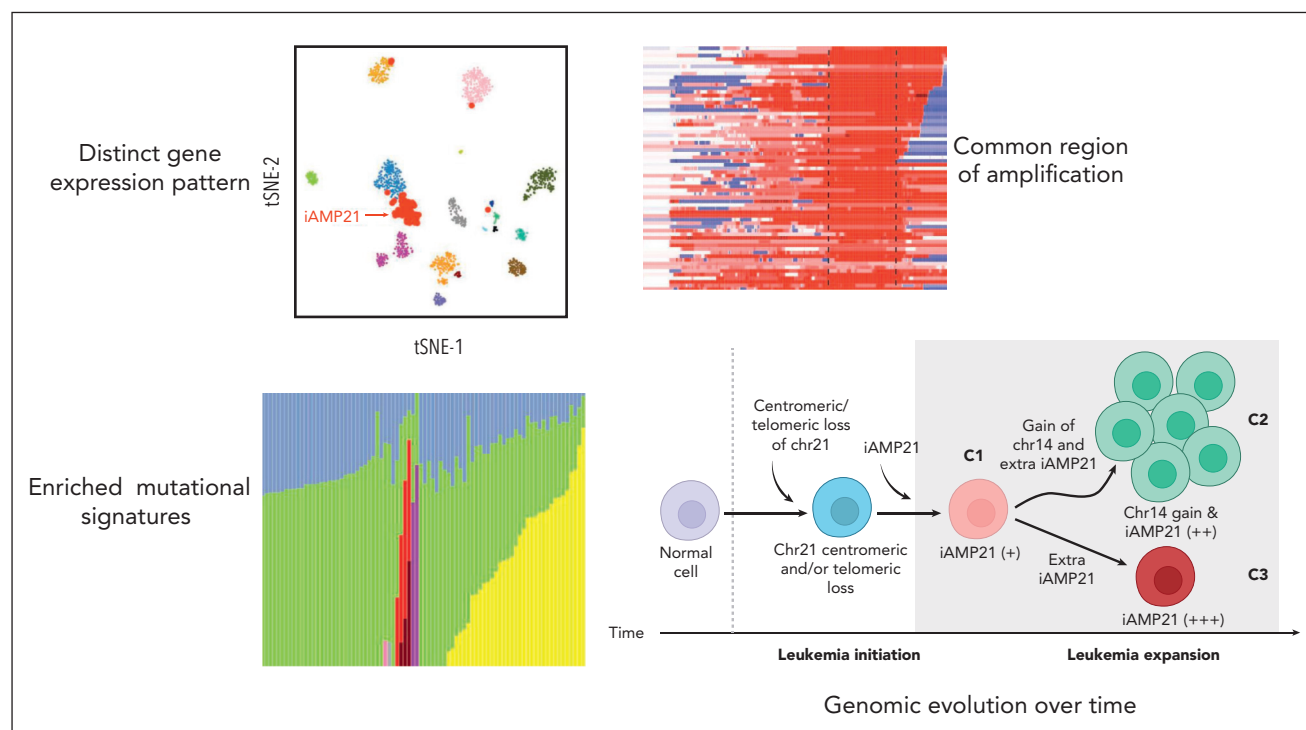 Distinct gene
expression pattern
tSNE-2
iAMP21
tSNE-1
Common region
of amplification
Enriched mutational
signatures
Centromeric/
telomeric loss
of chr21
iAMP21
C1
Gain of
chr14 and
extra iAMP21
C2
Normal
cell
Chr21 centromeric
and/or telomeric
loss
iAMP21 (+)
Chr14 gain &
iAMP21 (++)
Extra
iAMP21
C3
iAMP21 (+++)
Time
Leukemia initiation
Leukemia expansion
Genomic evolution over time